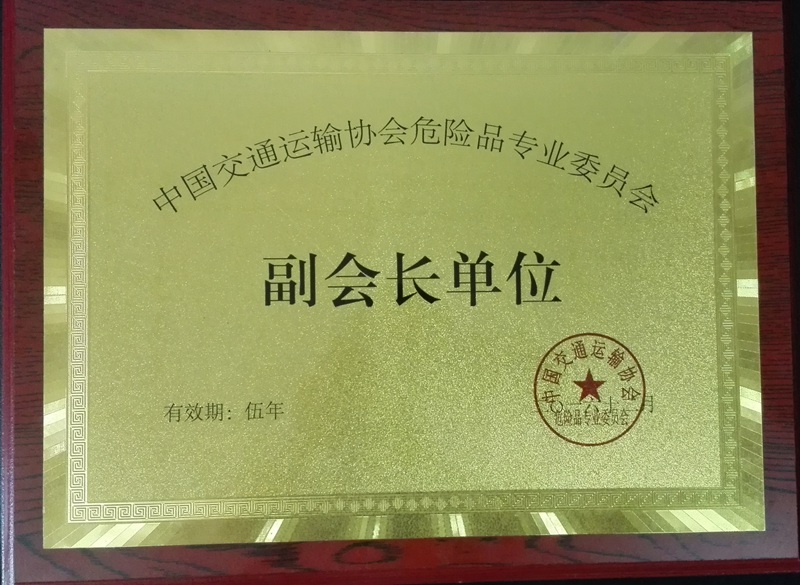 中国交通运输协会危险品专业委员会
副会长单位
有效期：伍年
中国交通运输协会
危险品专业委员会